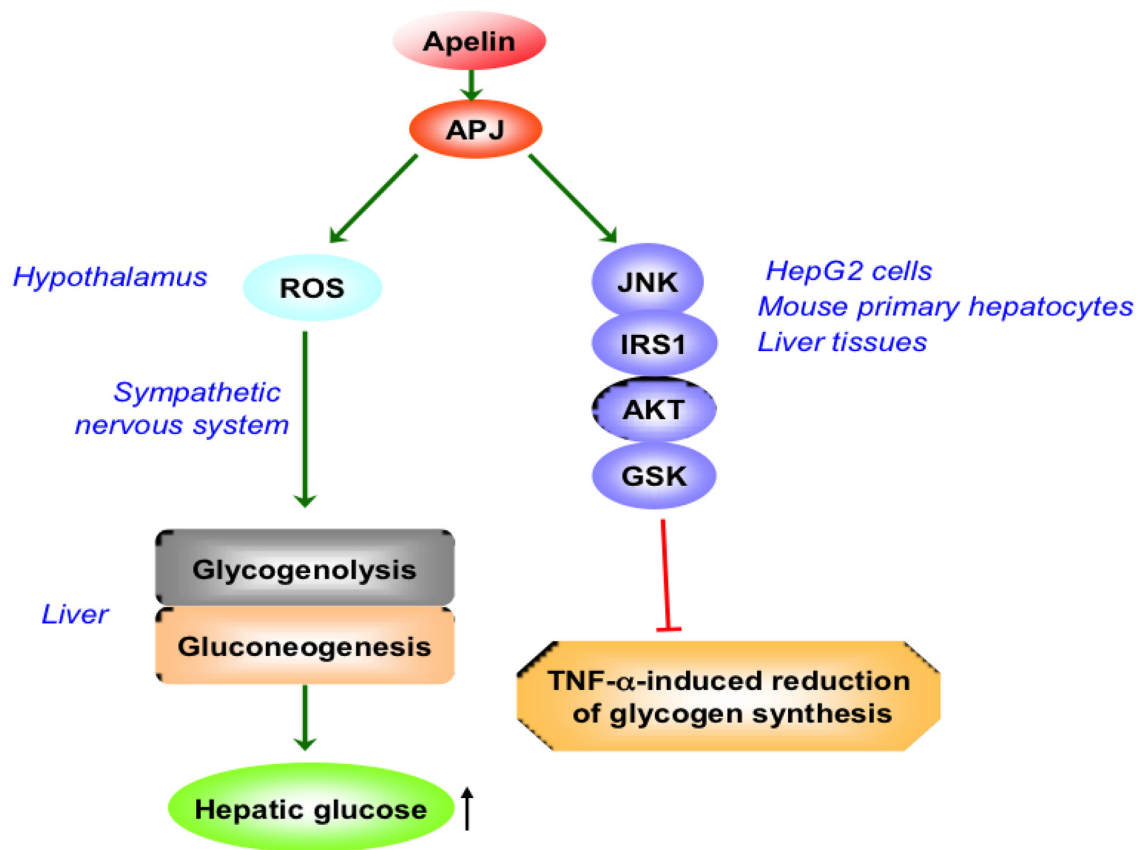 Apelin
APJ
Hypothalamus
ROS
JNK
HepG2 cells
IRS1
Mouse primary hepatocytes
Liver tissues
Sympathetic
nervous system
AKT
GSK
Glycogenolysis
Liver
Gluconeogenesis
TNF-α-induced reduction
of glycogen synthesis
Hepatic glucose